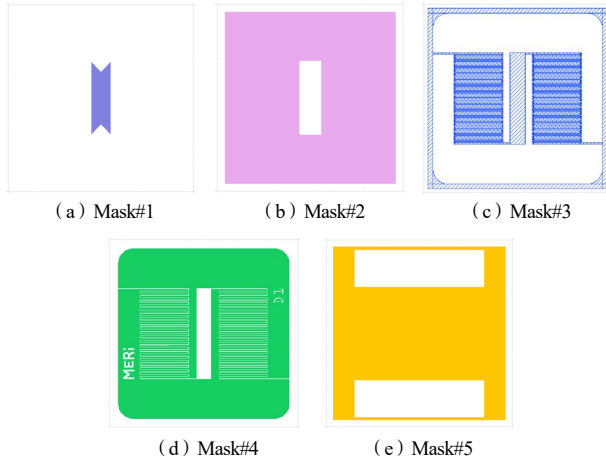 （a）Mask#1
（b）Mask#2
（c）Mask#3
MERi
D1
（d）Mask#4
（e）Mask#5